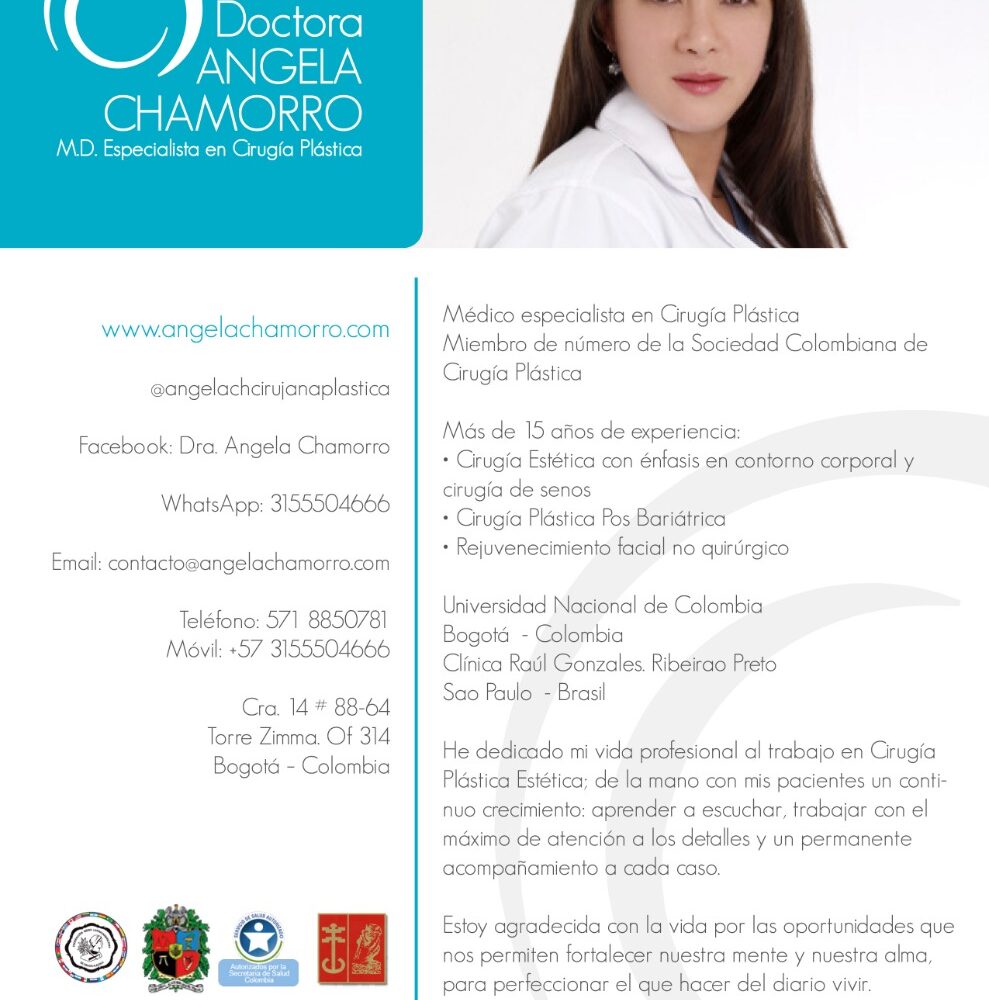 Doctora
ANGELA
CHAMORRO
M.D. Especialista en Cirugía Plástica
www.angelachamorro.com
@angelachcirujanaplastica
Facebook: Dra. Angela Chamorro
WhatsApp: 3155504666
Email: contacto@angelachamorro.com
Teléfono: 571 8850781
Móvil: +57 3155504666
Cra. 14 # 88-64
Torre Zimma. Of 314
Bogotá – Colombia
Médico especialista en Cirugía Plástica
Miembro de número de la Sociedad Colombiana de
Cirugía Plástica
Más de 15 años de experiencia:
• Cirugía Estética con énfasis en contorno corporal y
cirugía de senos
• Cirugía Plástica Pos Bariátrica
• Rejuvenecimiento facial no quirúrgico
Universidad Nacional de Colombia
Bogotá - Colombia
Clínica Raúl Gonzales. Ribeirao Preto
Sao Paulo - Brasil
He dedicado mi vida profesional al trabajo en Cirugía
Plástica Estética; de la mano con mis pacientes un conti-
nuo crecimiento: aprender a escuchar, trabajar con el
máximo de atención a los detalles y un permanente
acompañamiento a cada caso.
Estoy agradecida con la vida por las oportunidades que
nos permiten fortalecer nuestra mente y nuestra alma,
para perfeccionar el que hacer del diario vivir.
SERVICIO DE SALUD AUTORIZADO
Autorizados por la
Secretaría de Salud
Colombia